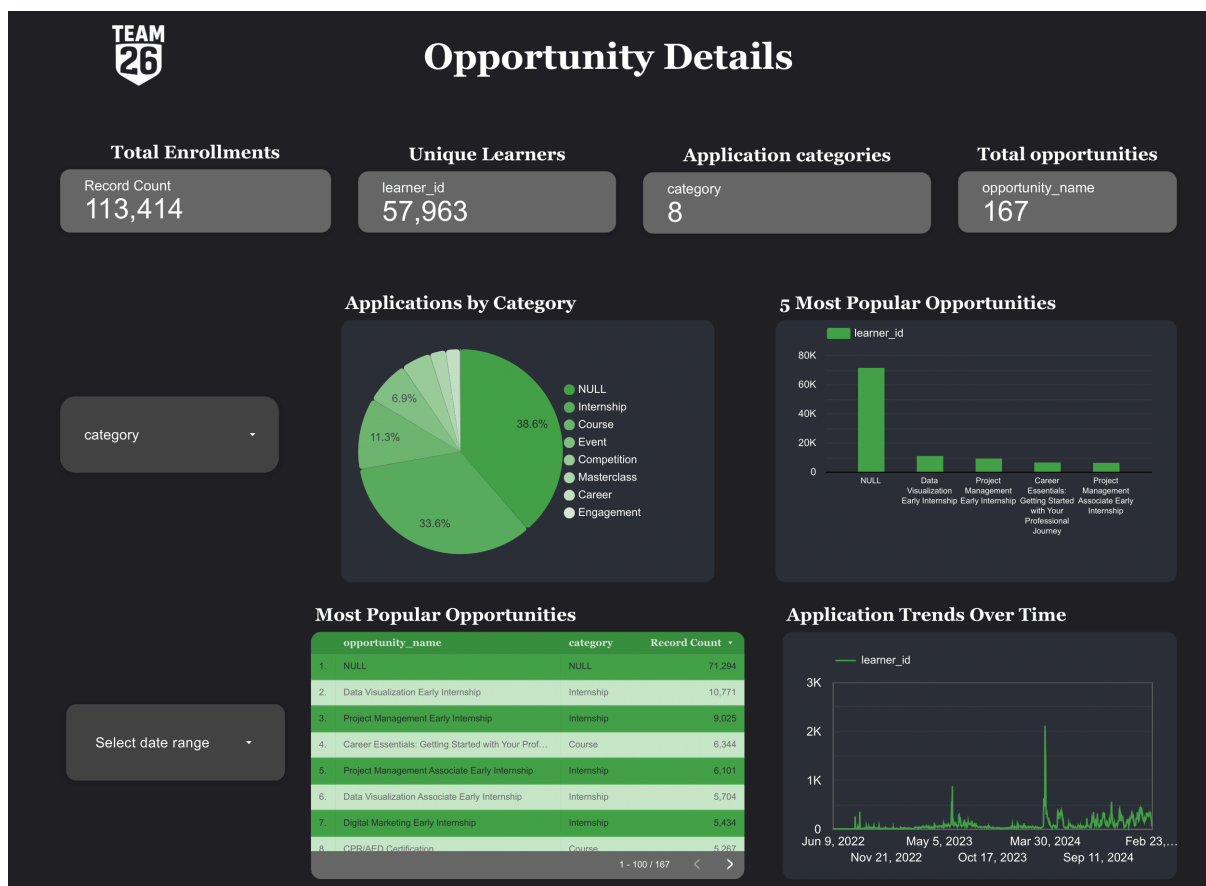 TEAM
26
Opportunity Details
Total Enrollments
Record Count
113,414
Unique Learners
learner_id
57,963
Application categories
category
8
Total opportunities
opportunity_name
167
category
Applications by Category
38.6%
33.6%
11.3%
6.9%
NULL
Internship
Course
Event
Competition
Masterclass
Career
Engagement
5 Most Popular Opportunities
learner_id
80K
60K
40K
20K
0
NULL
Data Visualization Early Internship
Project Management Early Internship
Career Essentials: Getting Started with Your Professional Journey
Project Management Associate Early Internship
Select date range
Most Popular Opportunities
opportunity_name category Record Count
1. NULL NULL 71,294
2. Data Visualization Early Internship Internship 10,771
3. Project Management Early Internship Internship 9,025
4. Career Essentials: Getting Started with Your Prof... Course 6,344
5. Project Management Associate Early Internship Internship 6,101
6. Data Visualization Associate Early Internship Internship 5,704
7. Digital Marketing Early Internship Internship 5,434
8. CPR/AED Certification Course 5,267
1 - 100 / 167
Application Trends Over Time
learner_id
3K
2K
1K
0
Jun 9, 2022
Nov 21, 2022
May 5, 2023
Oct 17, 2023
Mar 30, 2024
Sep 11, 2024
Feb 23,...